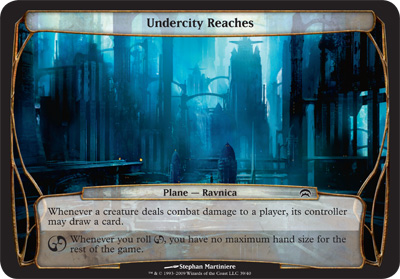 Undercity Reaches
Plane — Ravnica
Whenever a creature deals combat damage to a player, its controller
may draw a card.
Whenever you roll , you have no maximum hand size for the
rest of the game.
Stephan Martiniere
™ & © 1993–2009 Wizards of the Coast LLC 39/41